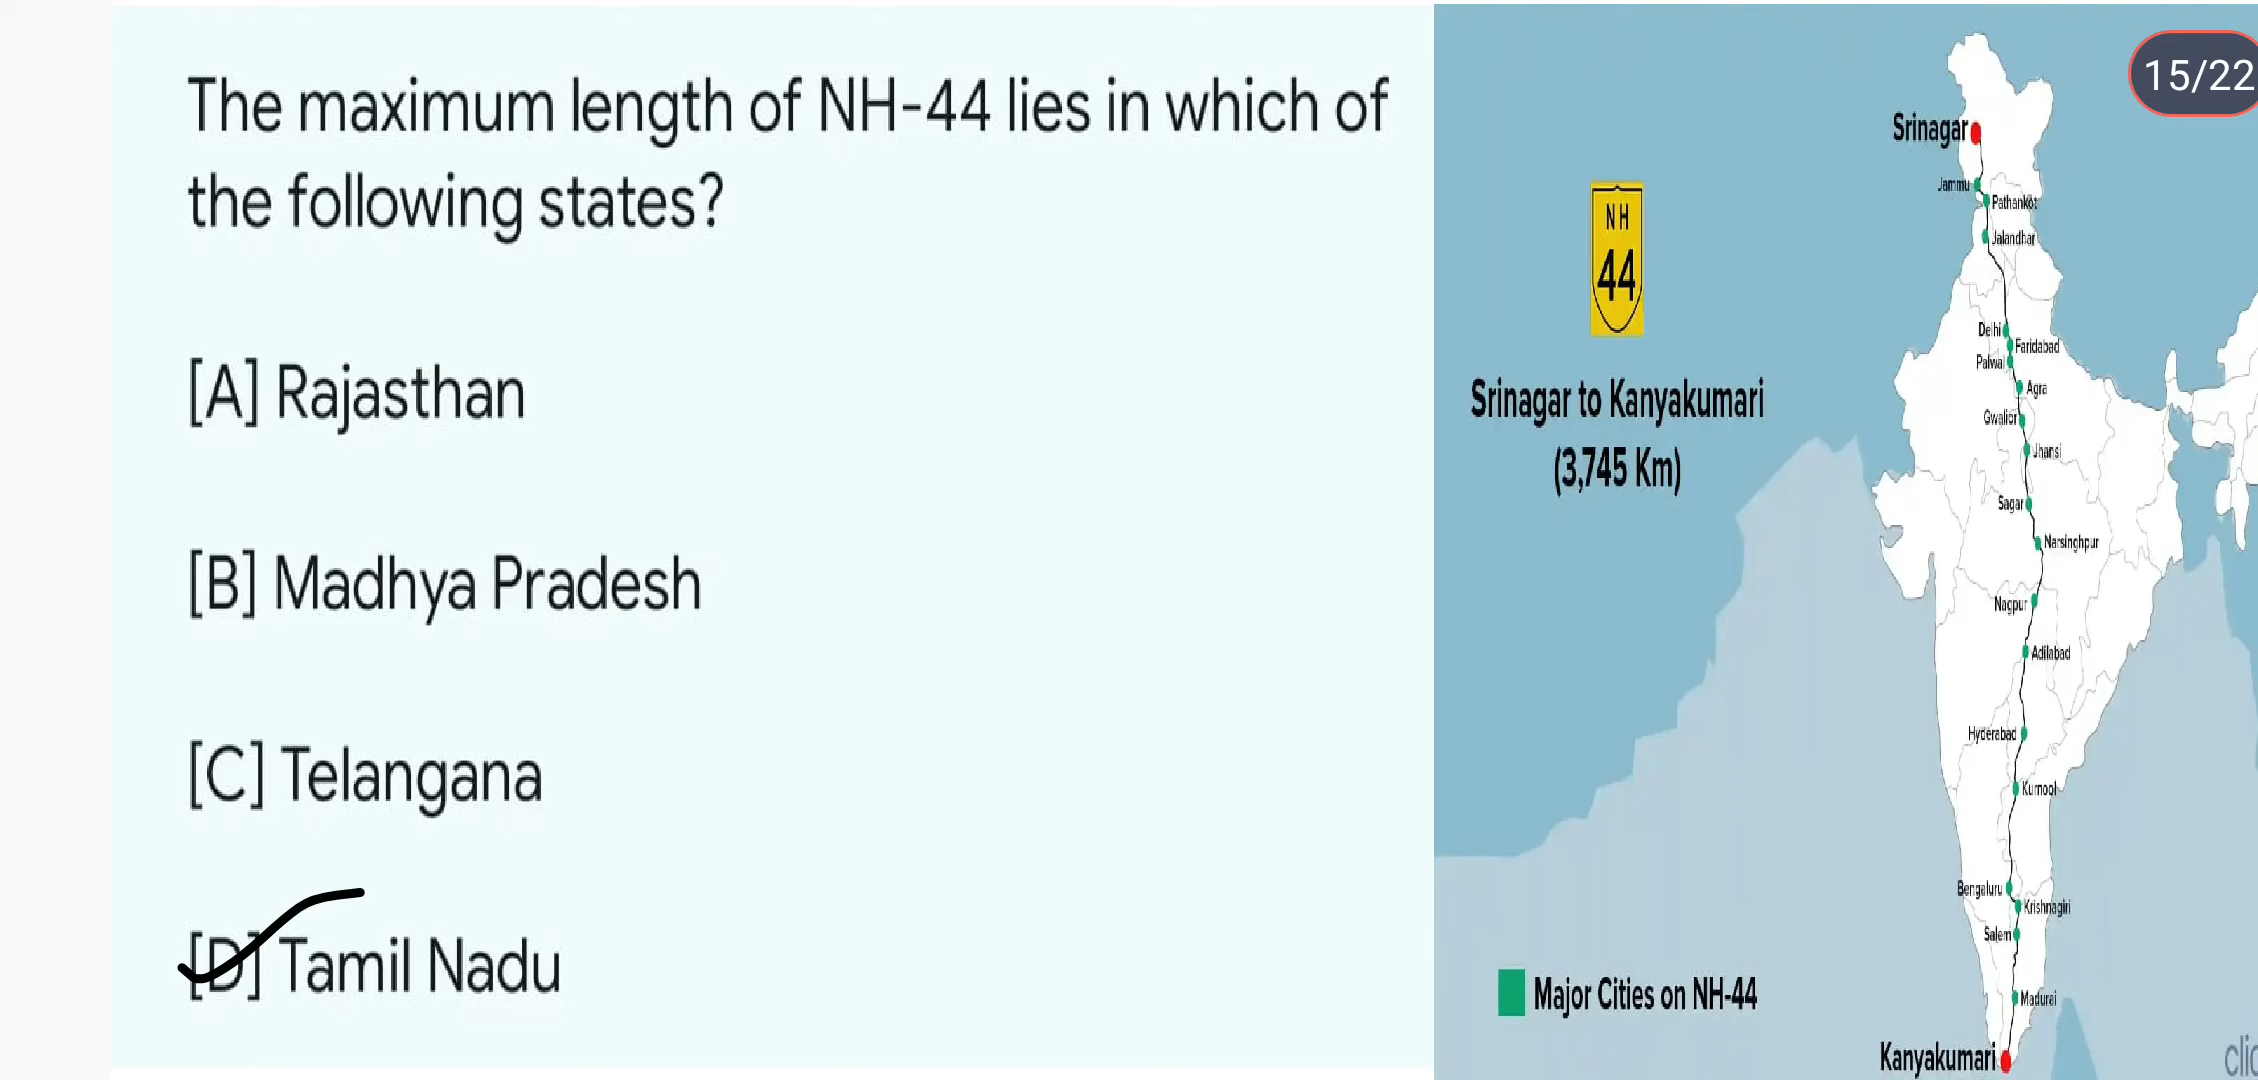 The maximum length of NH-44 lies in which of
the following states?
[A] Rajasthan
[B] Madhya Pradesh
[C] Telangana
[D] Tamil Nadu
15/22
NH
44
Srinagar to Kanyakumari
(3,745 Km)
Major Cities on NH-44
Srinagar
Jammu
Pathankot
Jalandhar
Delhi
Faridabad
Palwal
Agra
Gwalior
Jhansi
Sagar
Narsinghpur
Nagpur
Adilabad
Hyderabad
Kurnool
Bengaluru
Krishnagiri
Salem
Madurai
Kanyakumari